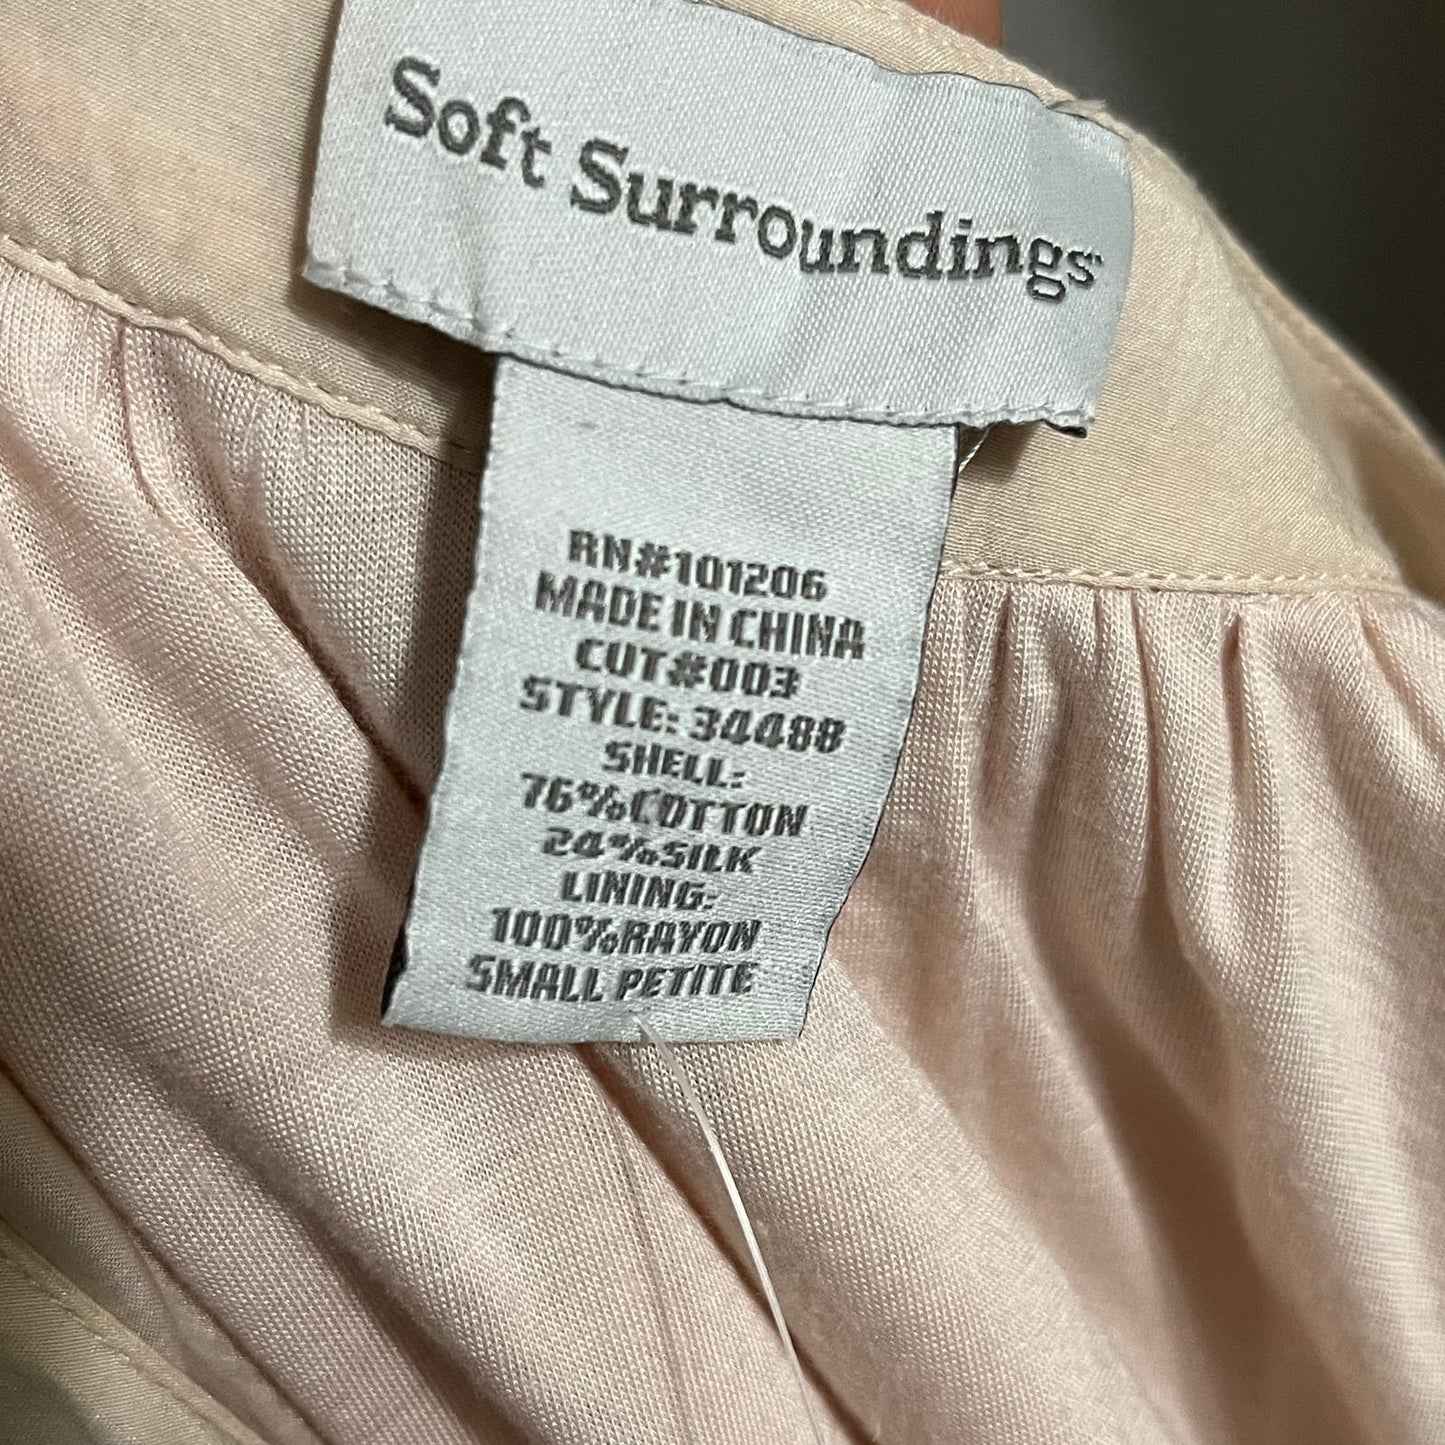 Soft Surroundings
RN#101206
MADE IN CHINA
CUT#003
STYLE: 34488
SHELL:
76%COTTON
24%SILK
LINING:
100%RAYON
SMALL PETITE